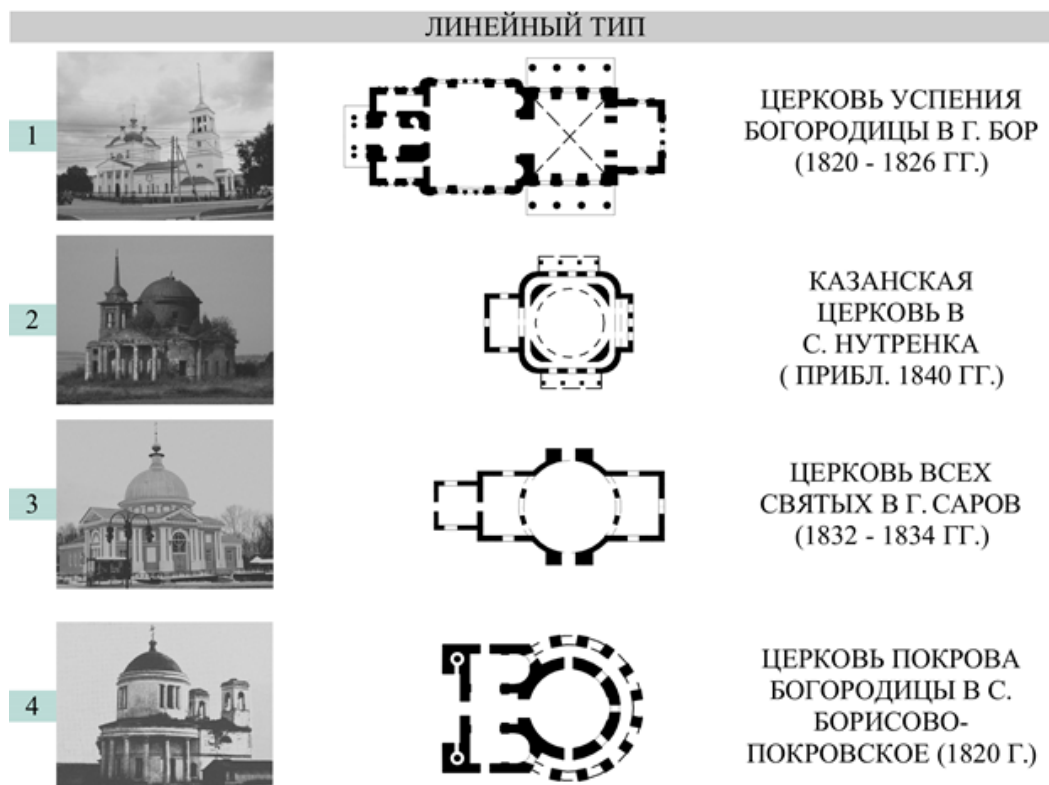 ЛИНЕЙНЫЙ ТИП
1
ЦЕРКОВЬ УСПЕНИЯ
БОГОРОДИЦЫ В Г. БОР
(1820 - 1826 ГГ.)
2
КАЗАНСКАЯ
ЦЕРКОВЬ В
С. НУТРЕНКА
( ПРИБЛ. 1840 ГГ.)
3
ЦЕРКОВЬ ВСЕХ
СВЯТЫХ В Г. САРОВ
(1832 - 1834 ГГ.)
4
ЦЕРКОВЬ ПОКРОВА
БОГОРОДИЦЫ В С.
БОРИСОВО-
ПОКРОВСКОЕ (1820 Г.)